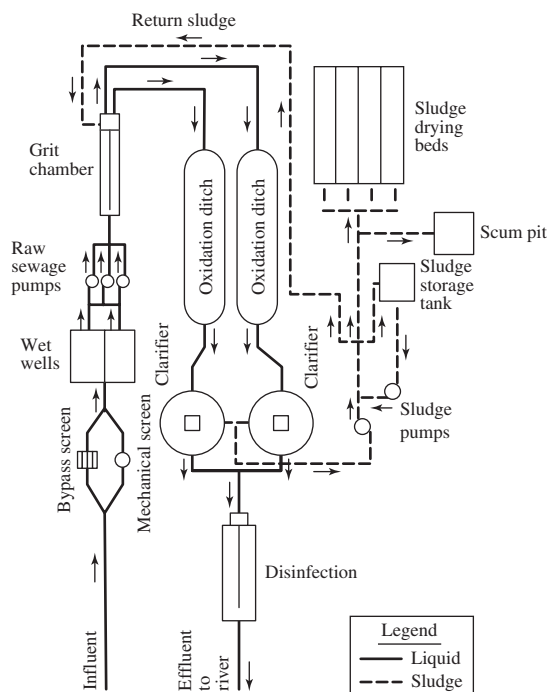 Return sludge
Grit
chamber
Oxidation ditch
Oxidation ditch
Sludge
drying
beds
Scum pit
Sludge
storage
tank
Raw
sewage
pumps
Wet
wells
Clarifier
Clarifier
Sludge
pumps
Bypass screen
Mechanical screen
Disinfection
Influent
Effluent
to
river
Legend
Liquid
Sludge